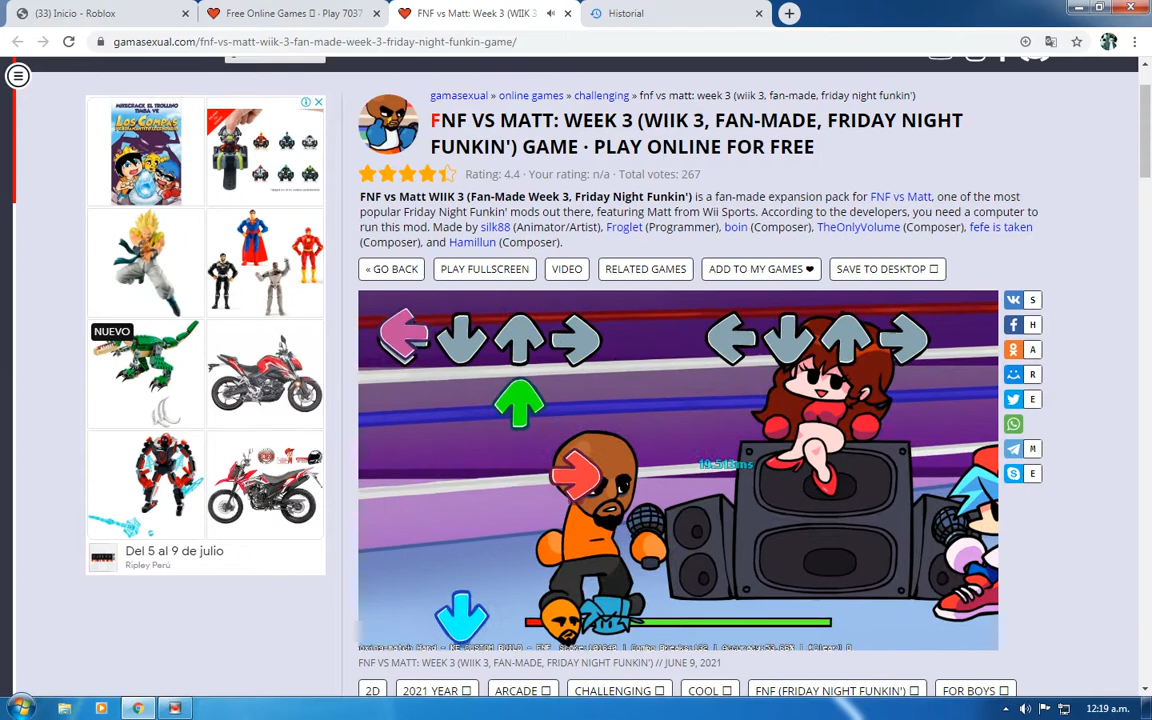 (33) Inicio - Roblox
Free Online Games
· Play 7037
FNF vs Matt: Week 3 (WIIK 3
Historial
gamasexual.com/fnf-vs-matt-wiik-3-fan-made-week-3-friday-night-funkin-game/
gamasexual » online games » challenging » fnf vs matt: week 3 (wiik 3, fan-made, friday night funkin')
FNF VS MATT: WEEK 3 (WIIK 3, FAN-MADE, FRIDAY NIGHT
FUNKIN') GAME · PLAY ONLINE FOR FREE
Rating: 4.4 · Your rating: n/a · Total votes: 267
FNF vs Matt WIIK 3 (Fan-Made Week 3, Friday Night Funkin') is a fan-made expansion pack for FNF vs Matt, one of the most
popular Friday Night Funkin' mods out there, featuring Matt from Wii Sports. According to the developers, you need a computer to
run this mod. Made by silk88 (Animator/Artist), Froglet (Programmer), boin (Composer), TheOnlyVolume (Composer), fefe is taken
(Composer), and Hamillun (Composer).
« GO BACK
PLAY FULLSCREEN
VIDEO
RELATED GAMES
ADD TO MY GAMES ❤
SAVE TO DESKTOP
LOS COMPAS
NUEVO
Del 5 al 9 de julio
Ripley Perú
S
H
A
R
E
M
E
FNF VS MATT: WEEK 3 (WIIK 3, FAN-MADE, FRIDAY NIGHT FUNKIN') // JUNE 9, 2021
2D
2021 YEAR
ARCADE
CHALLENGING
COOL
FNF (FRIDAY NIGHT FUNKIN')
FOR BOYS
12:19 a.m.